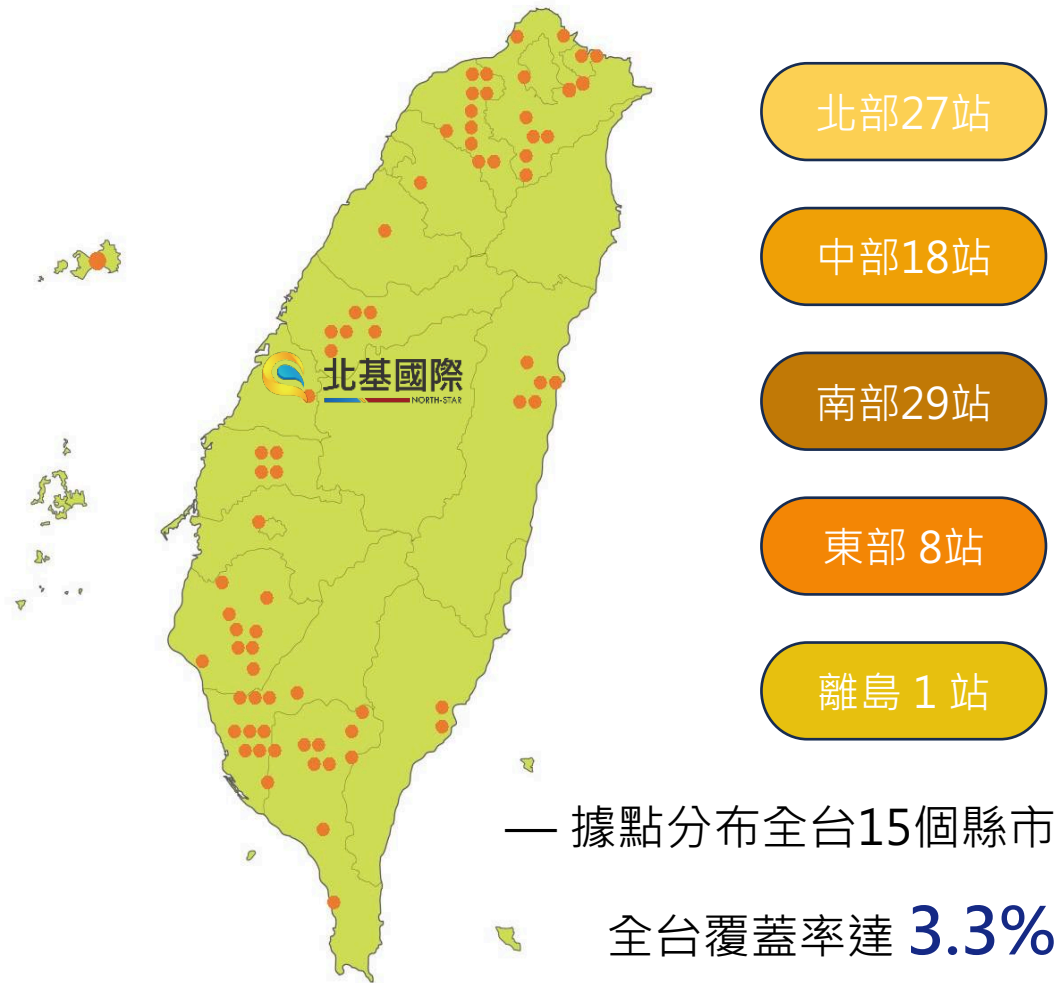 北部27站
中部18站
北基國際
NORTH-STAR
南部29站
東部 8站
離島 1 站
— 據點分布全台15個縣市
全台覆蓋率達 3.3%